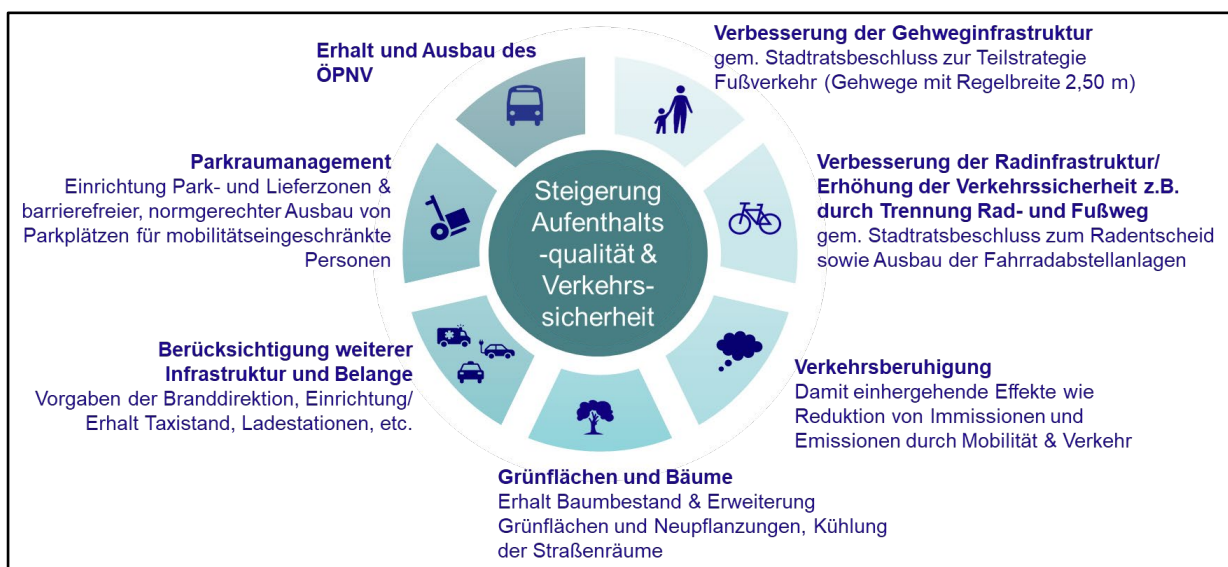 Erhalt und Ausbau des
ÖPNV
Verbesserung der Gehweginfrastruktur
gem. Stadtratsbeschluss zur Teilstrategie
Fußverkehr (Gehwege mit Regelbreite 2,50 m)
Parkraumanagement
Einrichtung Park- und Lieferzonen &
barrierefreier, normgerechter Ausbau von
Parkplätzen für mobilitätseingeschränkte
Personen
Steigerung
Aufenthalts
-qualität &
Verkehrs-
sicherheit
Verbesserung der Radinfrastruktur/
Erhöhung der Verkehrssicherheit z.B.
durch Trennung Rad- und Fußweg
gem. Stadtratsbeschluss zum Radentscheid
sowie Ausbau der Fahrradabstellanlagen
Berücksichtigung weiterer
Infrastruktur und Belange
Vorgaben der Branddirektion, Einrichtung/
Erhalt Taxistand, Ladestationen, etc.
Verkehrsberuhigung
Damit einhergehende Effekte wie
Reduktion von Immissionen und
Emissionen durch Mobilität & Verkehr
Grünflächen und Bäume
Erhalt Baumbestand & Erweiterung
Grünflächen und Neupflanzungen, Kühlung
der Straßenräume